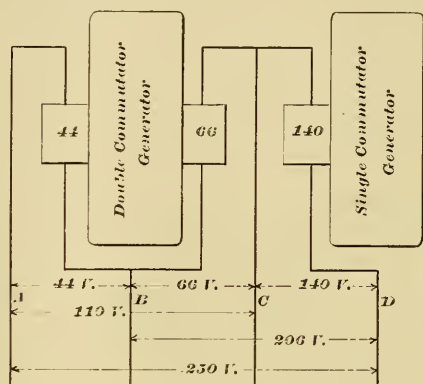 Double Commutator
Generator
Single Commutator
Generator
44
66
140
44 V.
66 V.
140 V.
A
B
C
D
110 V.
206 V.
250 V.